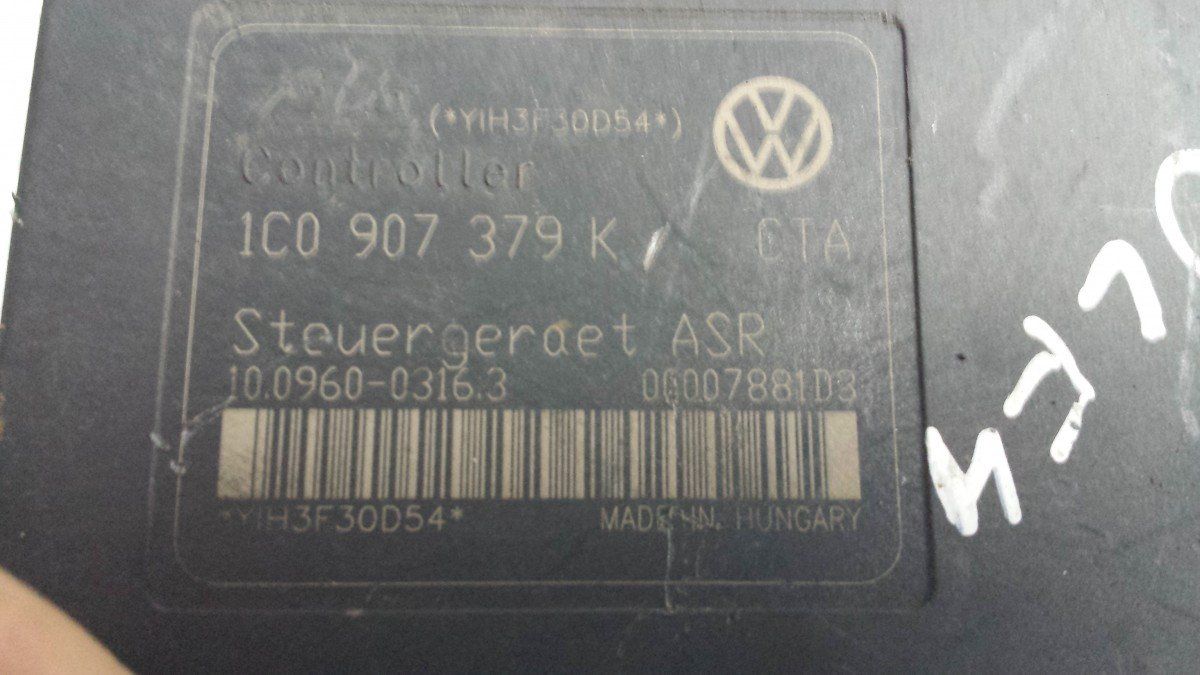 (*YIH3F30D54*)
Controller
1C0 907 379 K CTA
Steuergeraet ASR
10.0960-0316.3 00007881D3
*YIH3F30D54* MADE IN HUNGARY